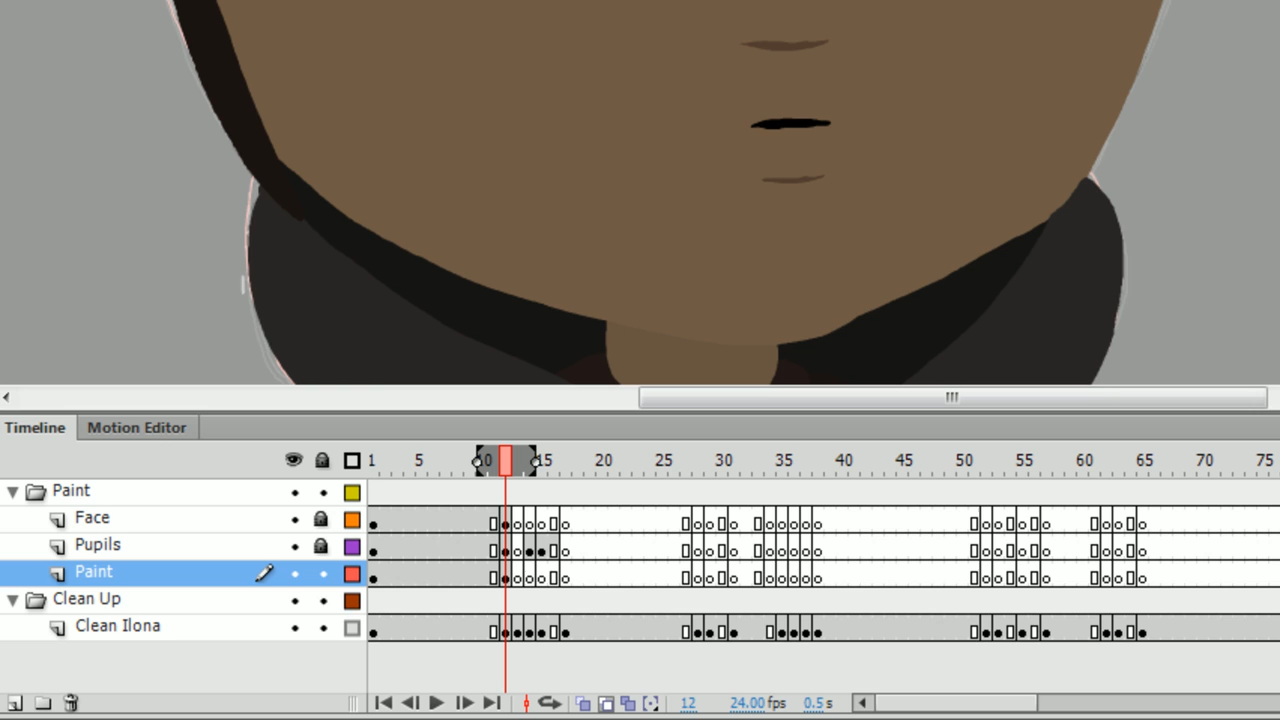 Timeline Motion Editor
1 5 10 15 20 25 30 35 40 45 50 55 60 65 70 75
Paint
Face
Pupils
Paint
Clean Up
Clean Ilona
12 24.00 fps 0.5 s